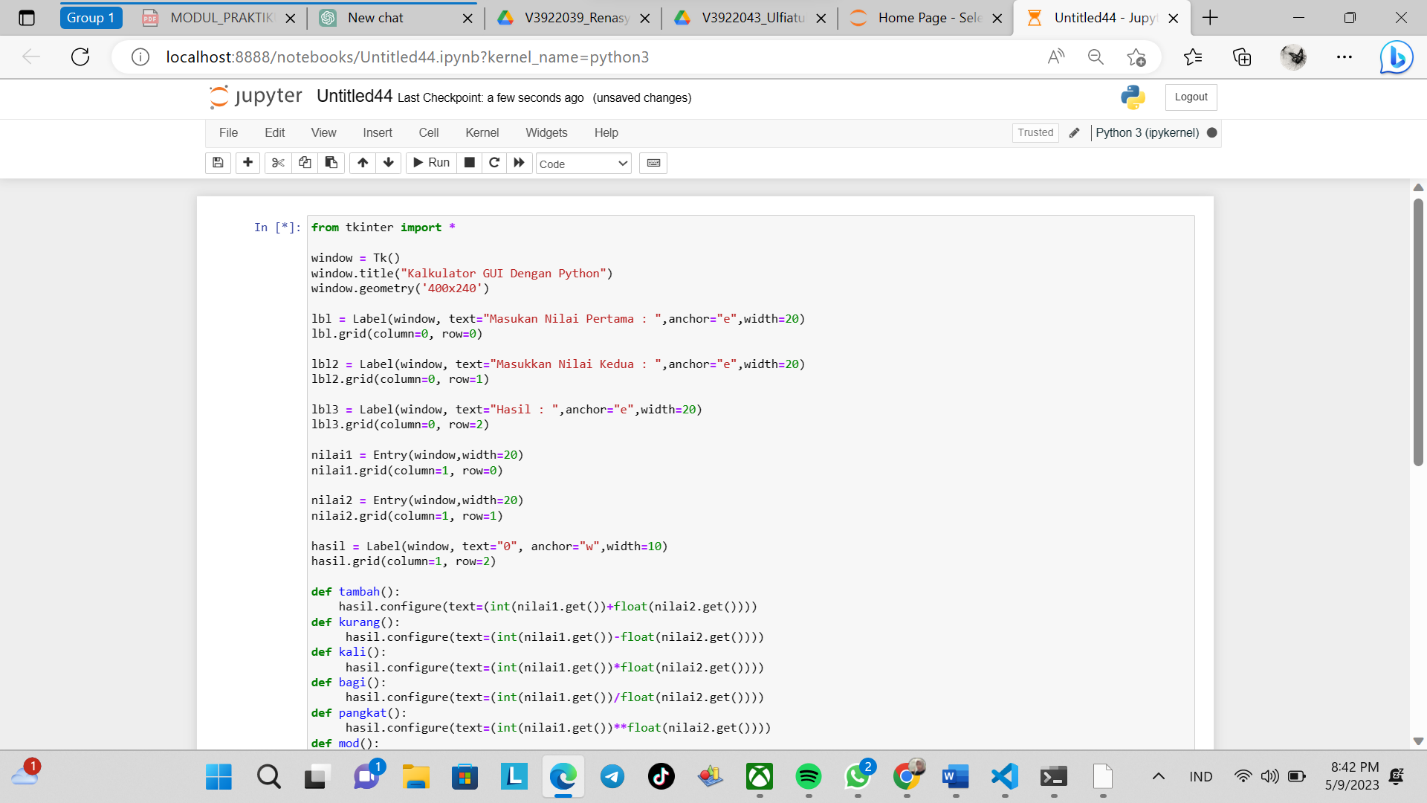 Group 1 MODUL_PRAKTIK New chat V3922039_Renasy V3922043_Ulfiatu Home Page - Sele Untitled44 - Jupyt
localhost:8888/notebooks/Untitled44.ipynb?kernel_name=python3
jupyter Untitled44 Last Checkpoint: a few seconds ago (unsaved changes) Logout
File Edit View Insert Cell Kernel Widgets Help Trusted Python 3 (ipykernel)
Run Code
In [*]: from tkinter import *
window = Tk()
window.title("Kalkulator GUI Dengan Python")
window.geometry('400x240')
lbl = Label(window, text="Masukan Nilai Pertama : ",anchor="e",width=20)
lbl.grid(column=0, row=0)
lbl2 = Label(window, text="Masukkan Nilai Kedua : ",anchor="e",width=20)
lbl2.grid(column=0, row=1)
lbl3 = Label(window, text="Hasil : ",anchor="e",width=20)
lbl3.grid(column=0, row=2)
nilai1 = Entry(window,width=20)
nilai1.grid(column=1, row=0)
nilai2 = Entry(window,width=20)
nilai2.grid(column=1, row=1)
hasil = Label(window, text="0", anchor="w",width=10)
hasil.grid(column=1, row=2)
def tambah():
    hasil.configure(text=(int(nilai1.get())+float(nilai2.get())))
def kurang():
     hasil.configure(text=(int(nilai1.get())-float(nilai2.get())))
def kali():
     hasil.configure(text=(int(nilai1.get())*float(nilai2.get())))
def bagi():
     hasil.configure(text=(int(nilai1.get())/float(nilai2.get())))
def pangkat():
     hasil.configure(text=(int(nilai1.get())**float(nilai2.get())))
def mod():
1 1 2 IND 8:42 PM
5/9/2023